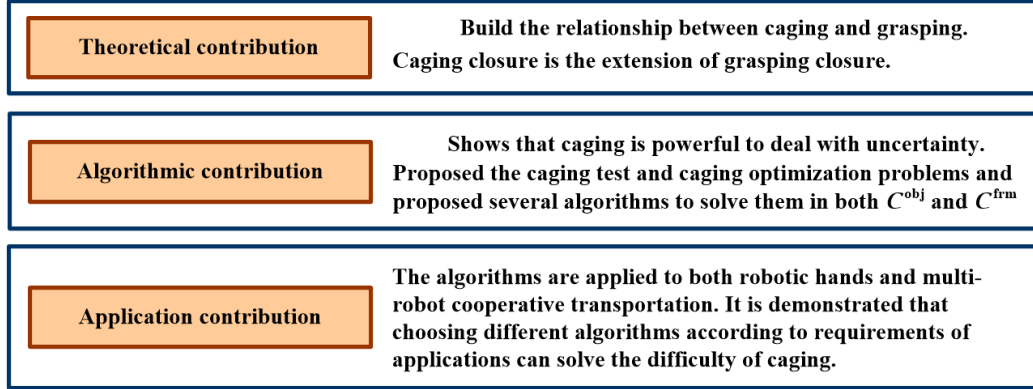 Theoretical contribution
Build the relationship between caging and grasping.
Caging closure is the extension of grasping closure.
Algorithmic contribution
Shows that caging is powerful to deal with uncertainty.
Proposed the caging test and caging optimization problems and
proposed several algorithms to solve them in both C^obj and C^frm
Application contribution
The algorithms are applied to both robotic hands and multi-
robot cooperative transportation. It is demonstrated that
choosing different algorithms according to requirements of
applications can solve the difficulty of caging.